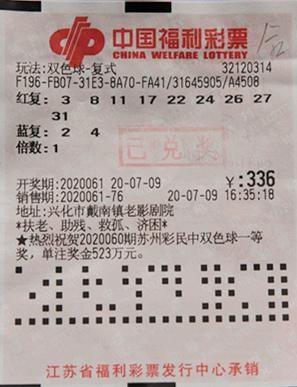 中国福利彩票
CHINA WELFARE LOTTERY
玩法:双色球-复式 32120314
F196-FB07-31E3-8A70-FA41/31645905/A4508
红复: 3 8 11 17 22 24 26 27
31
蓝复: 2 4
倍数: 1
已兑奖
开奖期:2020061 20-07-09 ¥:336
销售期:2020061-76 20-07-09 16:35:18
地址:兴化市戴南镇老影剧院
*扶老、助残、救孤、济困*
★热烈祝贺2020060期苏州彩民中双色球一等
奖,单注奖金523万元。
江苏省福利彩票发行中心承销